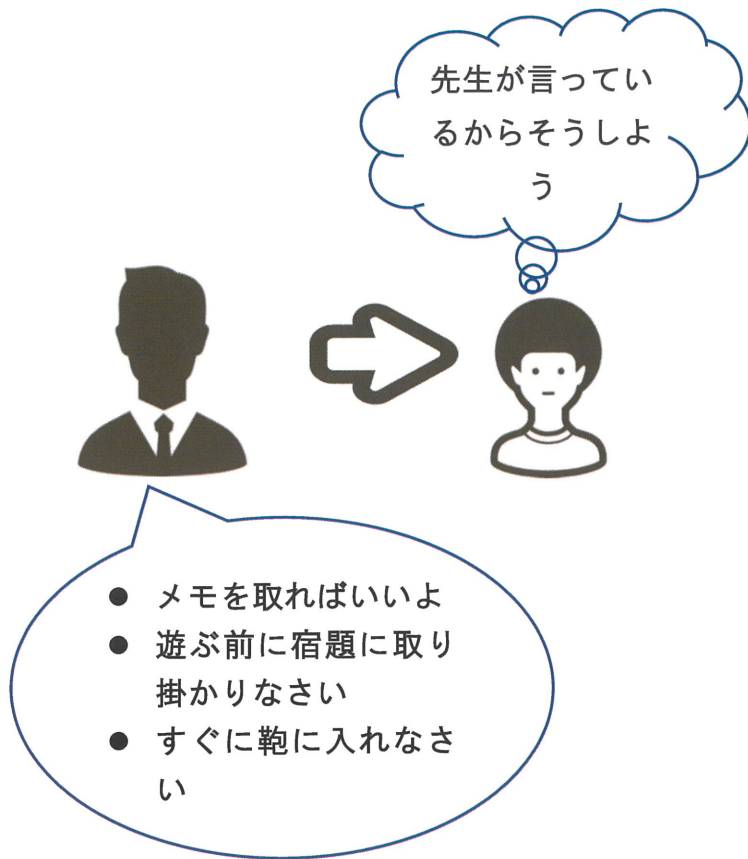 先生が言ってい
るからそうしよ
う
● メモを取ればいいよ
● 遊ぶ前に宿題に取り
掛かりなさい
● すぐに鞄に入れなさ
い